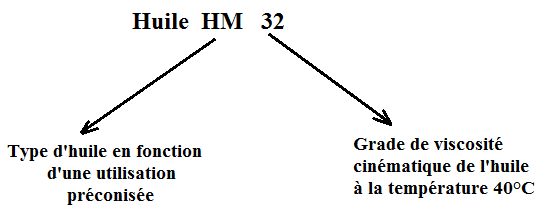 Huile HM 32
Type d'huile en fonction
d'une utilisation
préconisée
Grade de viscosité
cinématique de l'huile
à la température 40°C